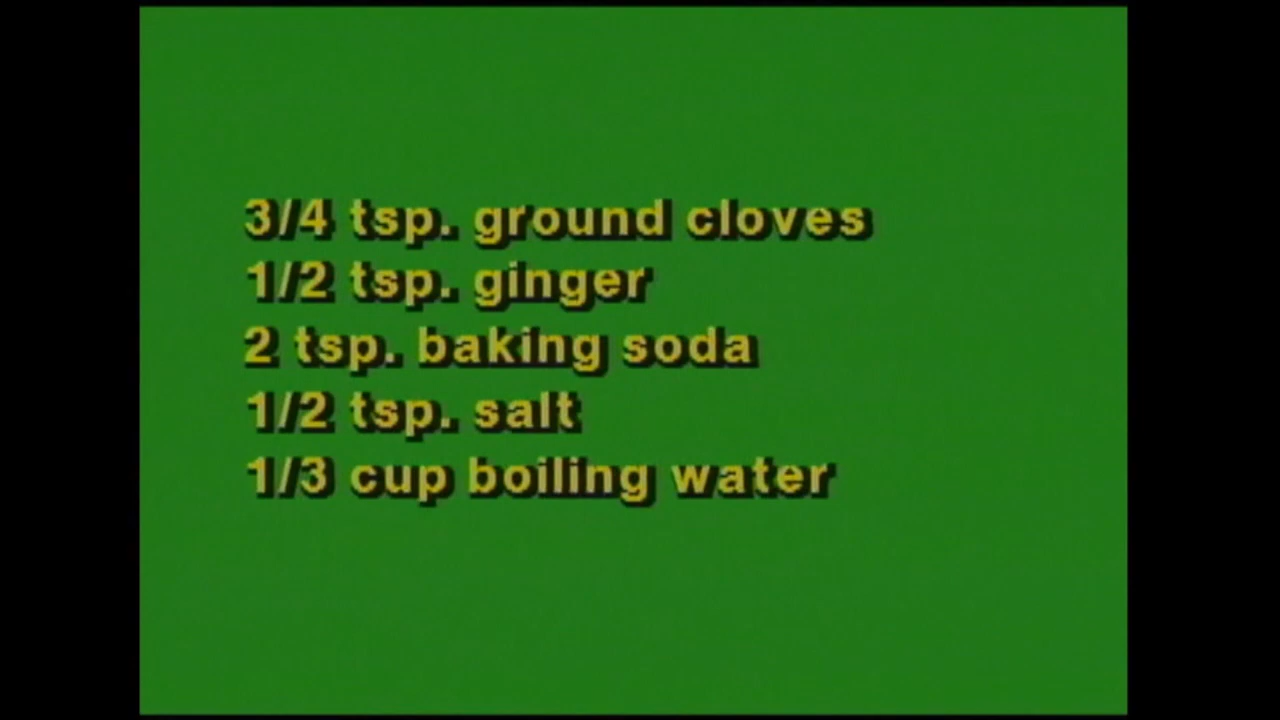 3/4 tsp. ground cloves
1/2 tsp. ginger
2 tsp. baking soda
1/2 tsp. salt
1/3 cup boiling water